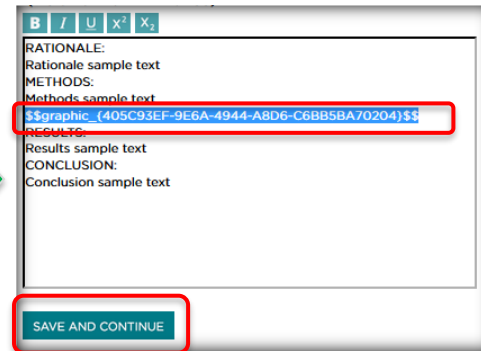 B I U X² X₂
RATIONALE:
Rationale sample text
METHODS:
Methods sample text
$$graphic_{405C93EF-9E6A-4944-A8D6-C6BB5BA70204}$$
RESULTS:
Results sample text
CONCLUSION:
Conclusion sample text
SAVE AND CONTINUE